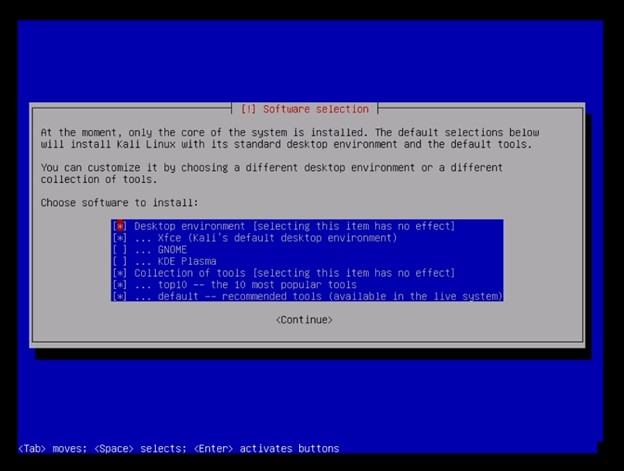 [!] Software selection
At the moment, only the core of the system is installed. The default selections below
will install Kali Linux with its standard desktop environment and the default tools.
You can customize it by choosing a different desktop environment or a different
collection of tools.
Choose software to install:
[*] Desktop environment [selecting this item has no effect]
[*] ... Xfce (Kali's default desktop environment)
[ ] ... GNOME
[ ] ... KDE Plasma
[*] Collection of tools [selecting this item has no effect]
[*] ... top10 -- the 10 most popular tools
[*] ... default -- recommended tools (available in the live system)
<Continue>
<Tab> moves; <Space> selects; <Enter> activates buttons